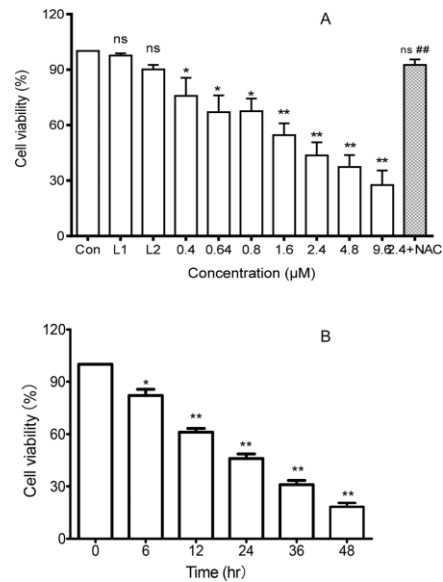 A
Cell viability (%)
120
90
60
30
0
ns
ns
*
*
*
**
**
**
**
ns ##
Con L1 L2 0.4 0.64 0.8 1.6 2.4 4.8 9.6 2.4+NAC
Concentration (μM)
B
Cell viability (%)
120
90
60
30
0
*
**
**
**
**
0 6 12 24 36 48
Time (hr)